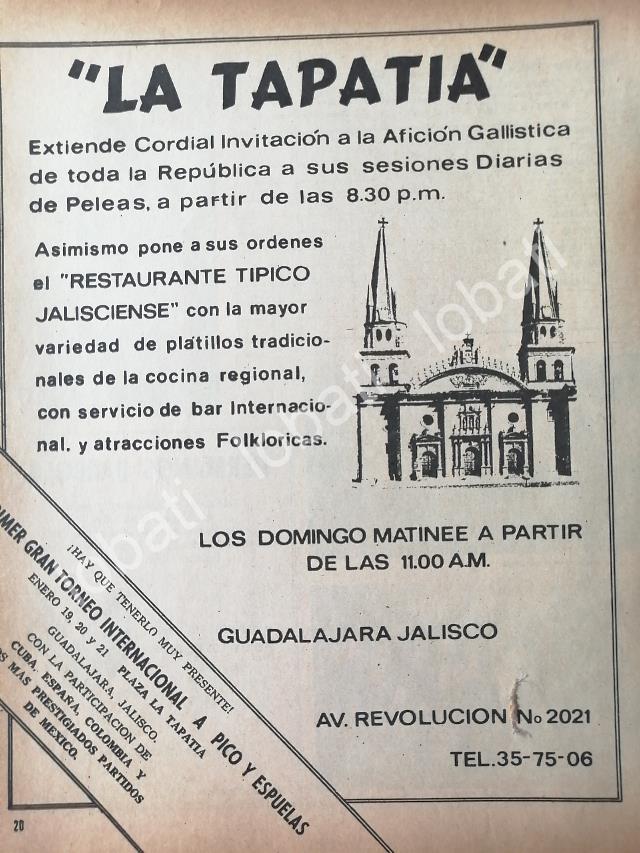 "LA TAPATIA"
Extiende Cordial Invitación a la Afición Gallistica
de toda la República a sus sesiones Diarias
de Peleas, a partir de las 8.30 p.m.
Asimismo pone a sus ordenes
el "RESTAURANTE TIPICO
JALISCIENSE" con la mayor
variedad de platillos tradicio-
nales de la cocina regional,
con servicio de bar Internacio-
nal. y atracciones Folkloricas.
LOS DOMINGO MATINEE A PARTIR
DE LAS 11.00 A.M.
GUADALAJARA JALISCO
AV. REVOLUCION No 2021
TEL.35-75-06
¡HAY QUE TENERLO MUY PRESENTE!
GRAN TORNEO INTERNACIONAL A PICO Y ESPUELAS
ENERO 19, 20 y 21 PLAZA LA TAPATIA
GUADALAJARA, JALISCO.
CON LA PARTICIPACION DE
CUBA, ESPAÑA, COLOMBIA Y
MAS PRESTIGIADOS PARTIDOS
DE MEXICO.
20
lobati lobati lobati lobati